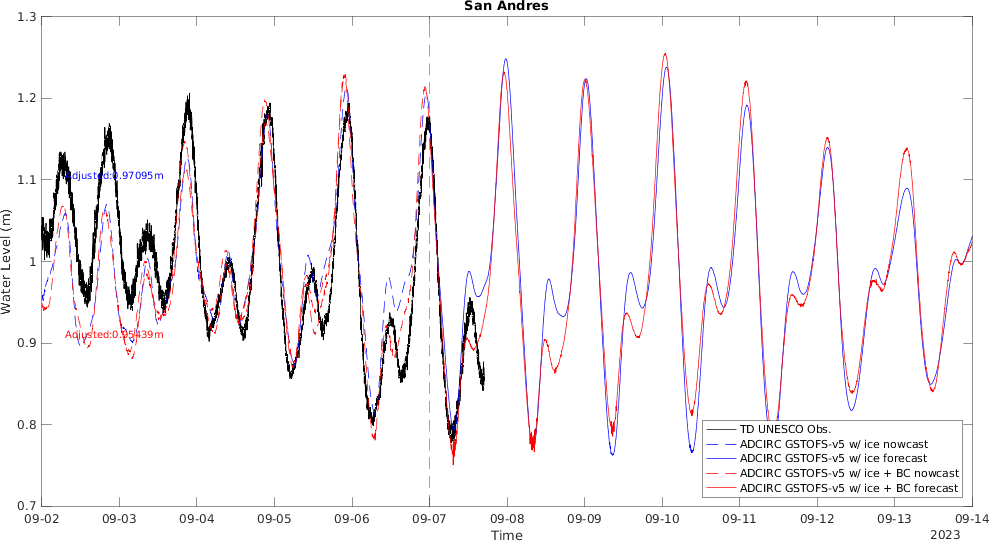 San Andres
1.3
1.2
1.1
1
0.9
0.8
0.7
Water Level (m)
Adjusted:0.97095m
Adjusted:0.95439m
TD UNESCO Obs.
ADCIRC GSTOFS-v5 w/ ice nowcast
ADCIRC GSTOFS-v5 w/ ice forecast
ADCIRC GSTOFS-v5 w/ ice + BC nowcast
ADCIRC GSTOFS-v5 w/ ice + BC forecast
09-02 09-03 09-04 09-05 09-06 09-07 09-08 09-09 09-10 09-11 09-12 09-13 09-14
Time
2023